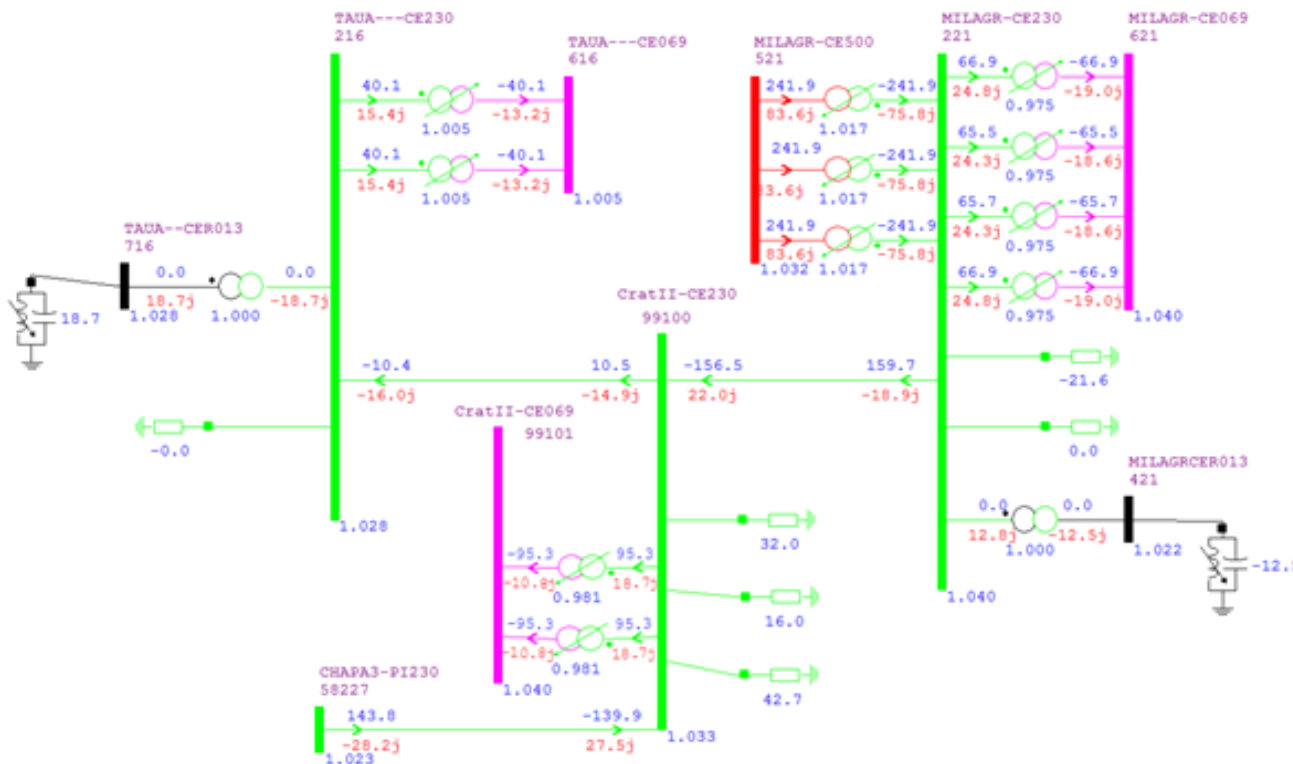 TAUA---CE230
216
TAUA---CE069
616
MILAGR-CE500
521
MILAGR-CE230
221
MILAGR-CE069
621
40.1 -40.1
15.4j -13.2j
1.005
40.1 -40.1
15.4j -13.2j
1.005 1.005
241.9 -241.9
83.6j -75.8j
1.017
241.9 -241.9
-75.8j
1.017
241.9 -241.9
83.6j -75.8j
1.032 1.017
66.9 -66.9
24.8j -19.0j
0.975
65.5 -65.5
24.3j -18.6j
0.975
65.7 -65.7
24.3j -18.6j
0.975
66.9 -66.9
24.8j -19.0j
0.975 1.040
TAUA--CER013
716
0.0 0.0
18.7j -18.7j
18.7 1.028 1.000
CratII-CE230
99100
-10.4 10.5 -156.5 159.7
-16.0j -14.9j 22.0j -18.9j
-21.6
-0.0
0.0
CratII-CE069
99101
MILAGRCER013
421
0.0 0.0
12.8j -12.5j
1.000 1.022
1.028
32.0
-95.3 95.3
-10.8j 18.7j
0.981
16.0
1.040
-95.3 95.3
-10.8j 18.7j
0.981
1.040
42.7
CHAPA3-PI230
58227
143.8 -139.9
-28.2j 27.5j
1.023
1.033